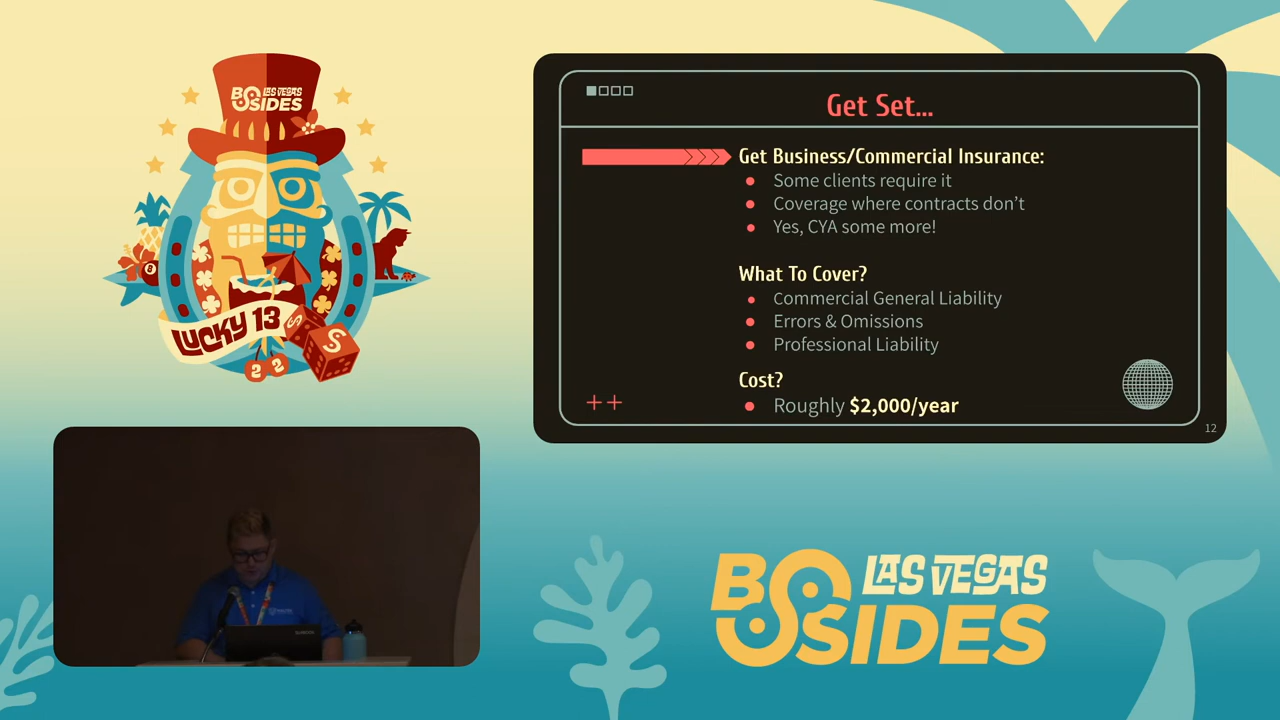 BSIDES LAS VEGAS
8
LUCKY 13
S
S
22
Get Set...
Get Business/Commercial Insurance:
Some clients require it
Coverage where contracts don't
Yes, CYA some more!
What To Cover?
Commercial General Liability
Errors & Omissions
Professional Liability
Cost?
Roughly $2,000/year
12
BSIDES LAS VEGAS